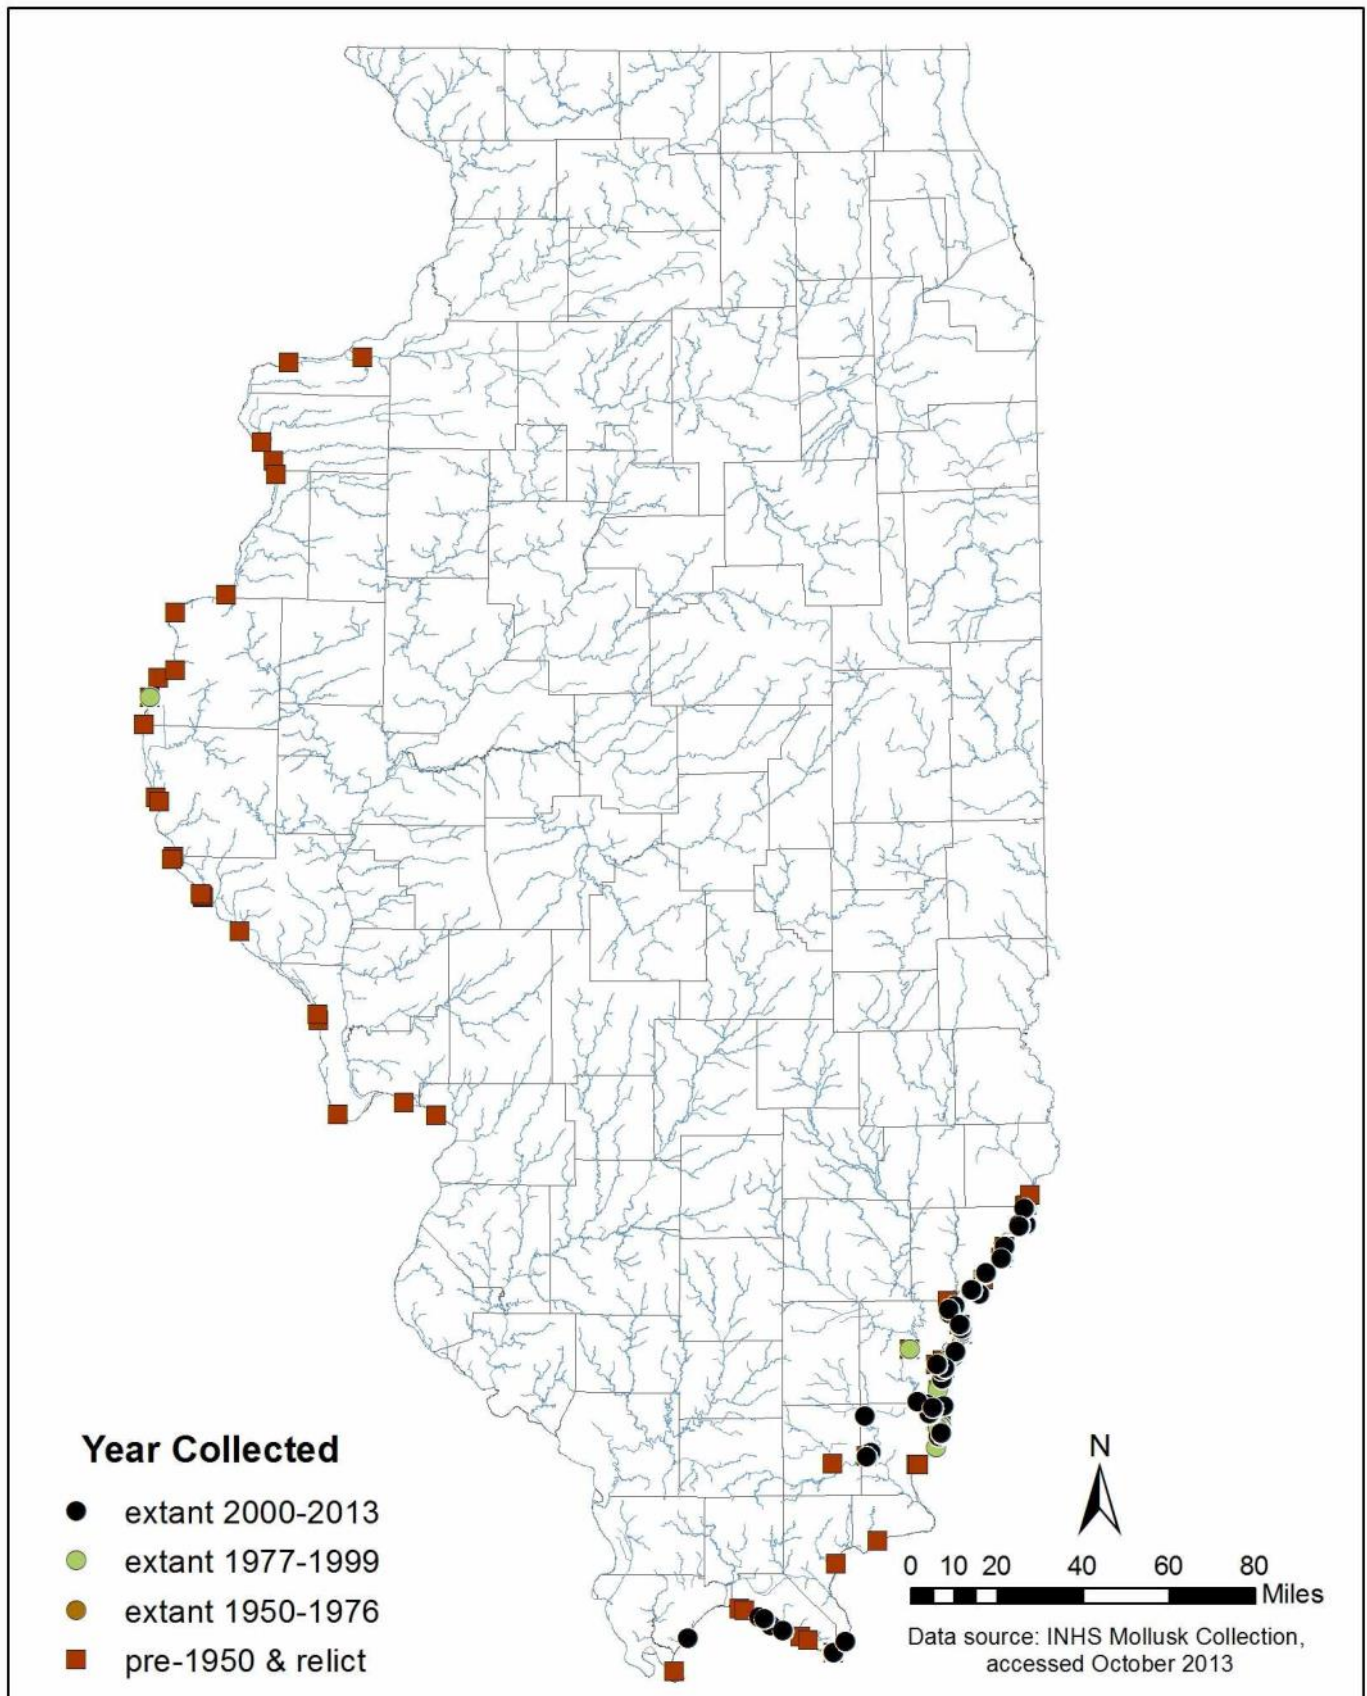 Year Collected
extant 2000-2013
extant 1977-1999
extant 1950-1976
pre-1950 & relict
N
0 10 20 40 60 80
Miles
Data source: INHS Mollusk Collection,
accessed October 2013